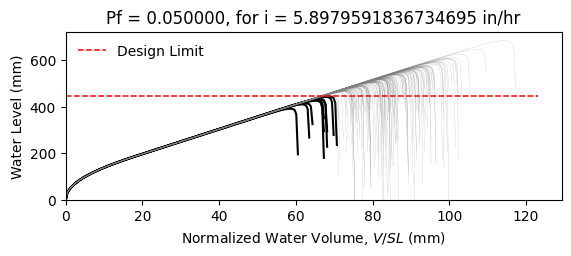 Pf = 0.050000, for i = 5.8979591836734695 in/hr
Design Limit
Water Level (mm)
600
400
200
0
0 20 40 60 80 100 120
Normalized Water Volume, V/SL (mm)